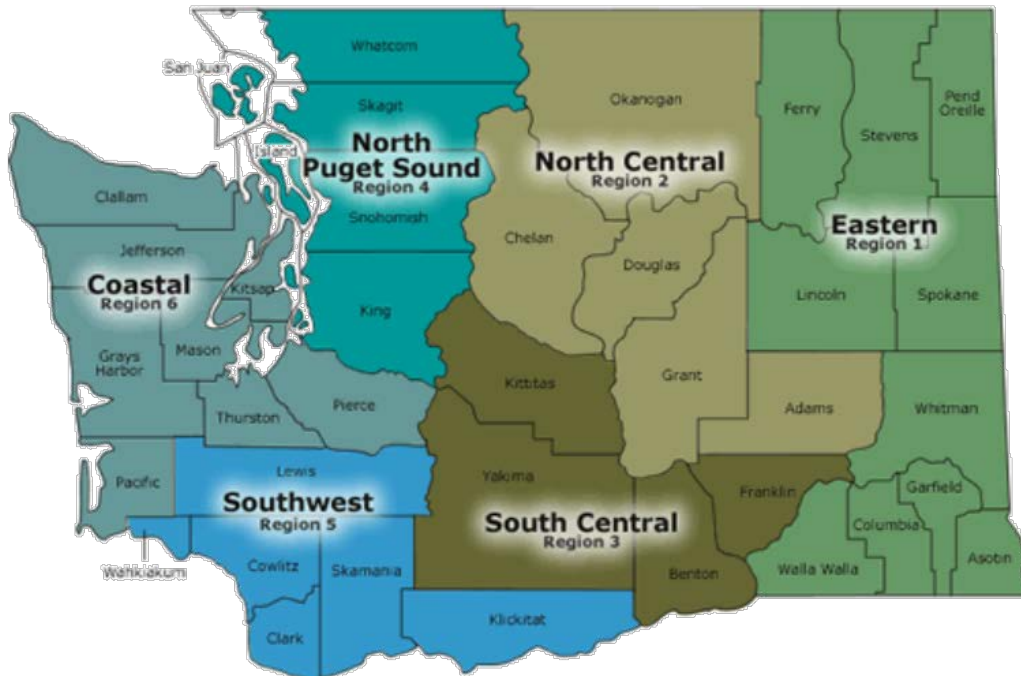 Whatcom
San Juan
Skagit
Island
North
Puget Sound
Region 4
Snohomish
King
Okanogan
North Central
Region 2
Chelan
Douglas
Grant
Adams
Ferry
Stevens
Pend
Oreille
Eastern
Region 1
Lincoln
Spokane
Whitman
Garfield
Columbia
Asotin
Walla Walla
Clallam
Jefferson
Coastal
Region 6
Kitsap
Mason
Grays
Harbor
Thurston
Pierce
Pacific
Lewis
Southwest
Region 5
Wahkiakum
Cowlitz
Skamania
Clark
Klickitat
Kittitas
Yakima
South Central
Region 3
Franklin
Benton